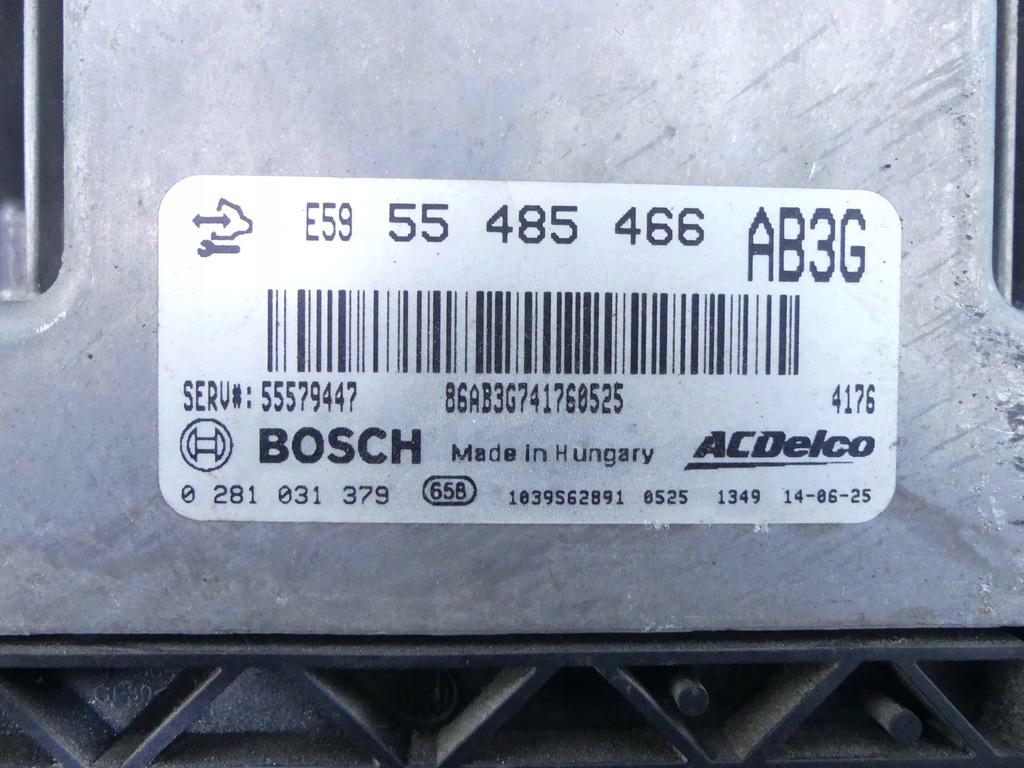 E59 55 485 466 AB3G
SERV#: 55579447 86AB3G741760525 4176
BOSCH Made in Hungary ACDelco
0 281 031 379 658 1039S62891 0525 1349 14-06-25